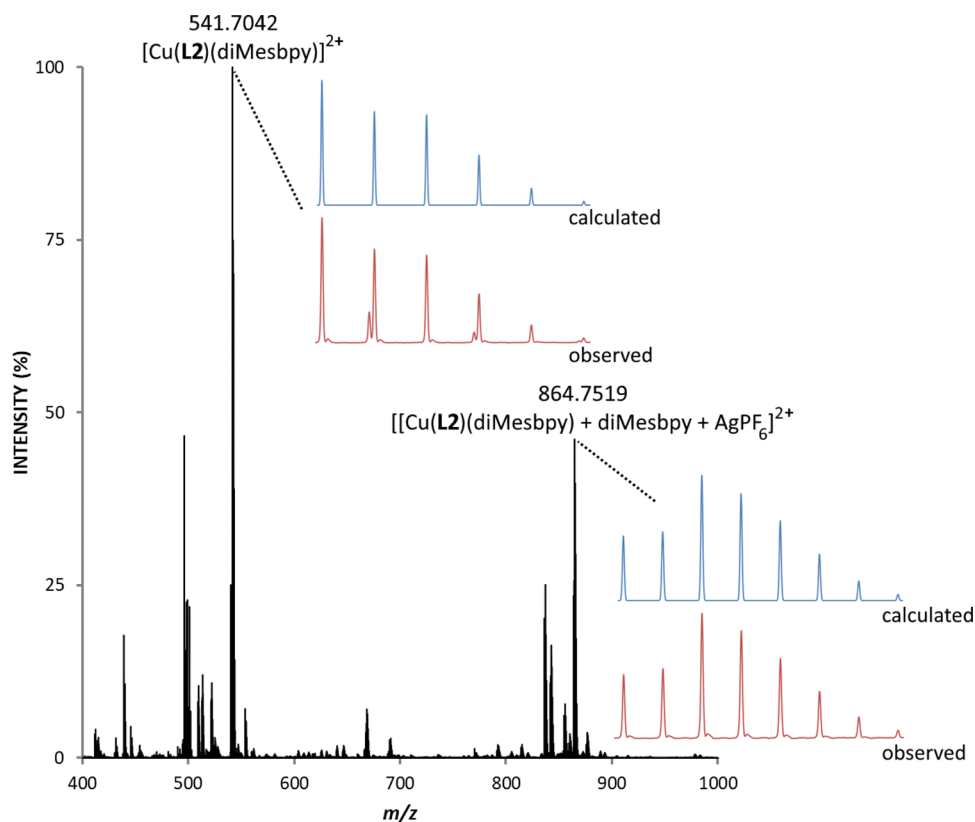 541.7042
[Cu(L2)(diMesbpy)]2+
100
calculated
75
observed
INTENSITY (%)
50
864.7519
[[Cu(L2)(diMesbpy) + diMesbpy + AgPF6]2+
25
calculated
observed
0
400
500
600
700
800
900
1000
m/z